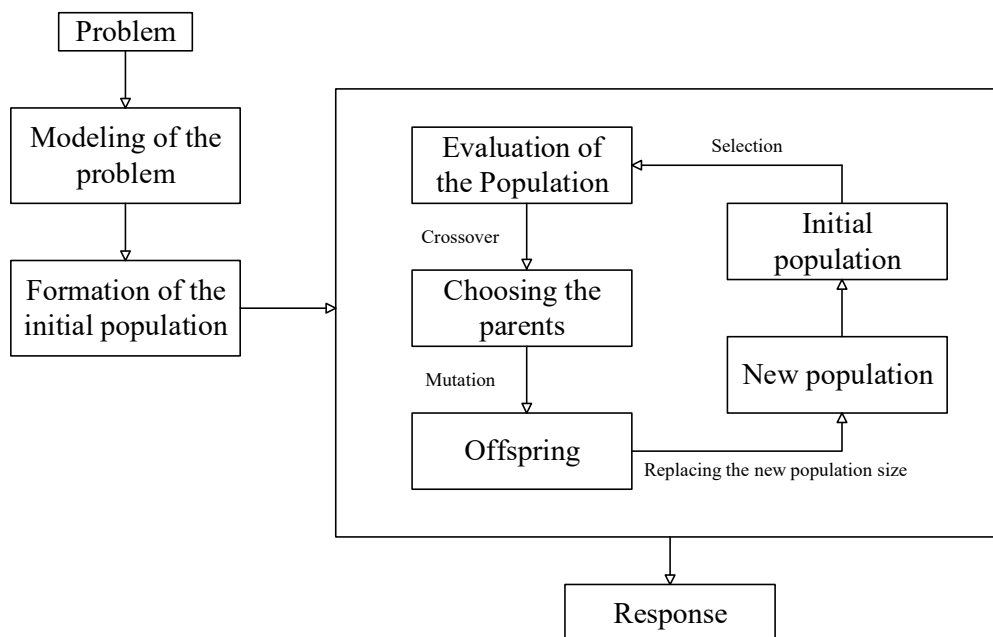 Problem
Modeling of the
problem
Formation of the
initial population
Evaluation of
the Population
Selection
Crossover
Initial
population
Choosing the
parents
Mutation
New population
Offspring
Replacing the new population size
Response